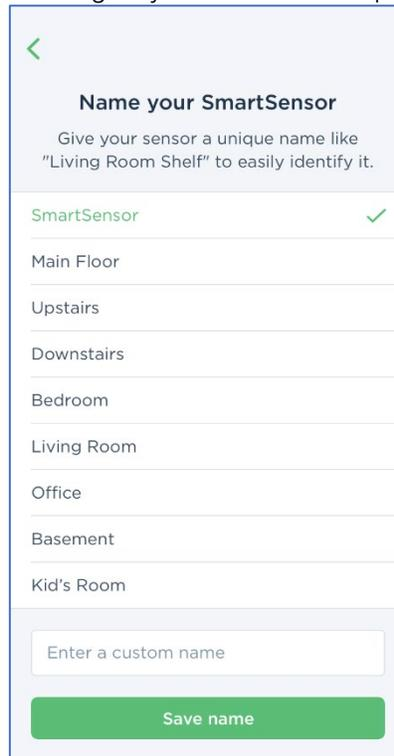 Name your SmartSensor
Give your sensor a unique name like
"Living Room Shelf" to easily identify it.
SmartSensor
Main Floor
Upstairs
Downstairs
Bedroom
Living Room
Office
Basement
Kid's Room
Enter a custom name
Save name